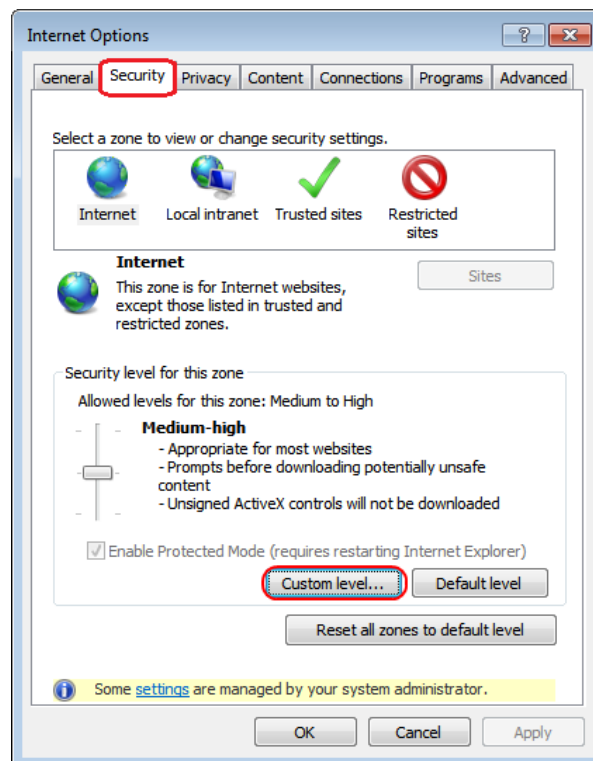 Internet Options
General Security Privacy Content Connections Programs Advanced
Select a zone to view or change security settings.
Internet Local intranet Trusted sites Restricted
sites
Internet
Sites
This zone is for Internet websites,
except those listed in trusted and
restricted zones.
Security level for this zone
Allowed levels for this zone: Medium to High
Medium-high
- Appropriate for most websites
- Prompts before downloading potentially unsafe
content
- Unsigned ActiveX controls will not be downloaded
Enable Protected Mode (requires restarting Internet Explorer)
Custom level... Default level
Reset all zones to default level
Some settings are managed by your system administrator.
OK Cancel Apply